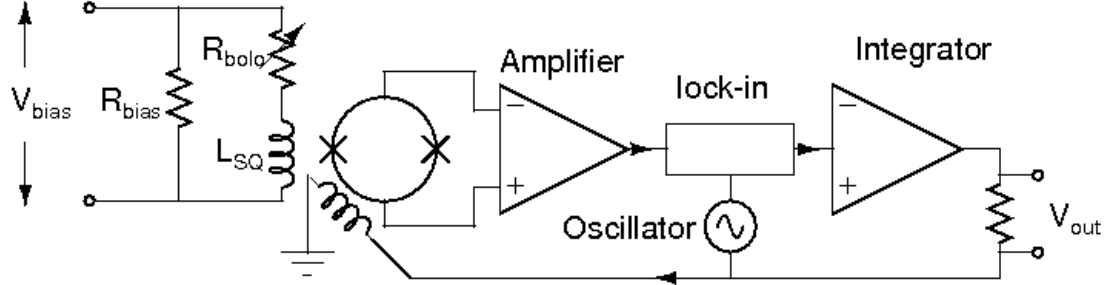 V_bias
R_bias
R_bolo
L_SQ
Amplifier
−
+
lock-in
Oscillator
Integrator
−
+
V_out